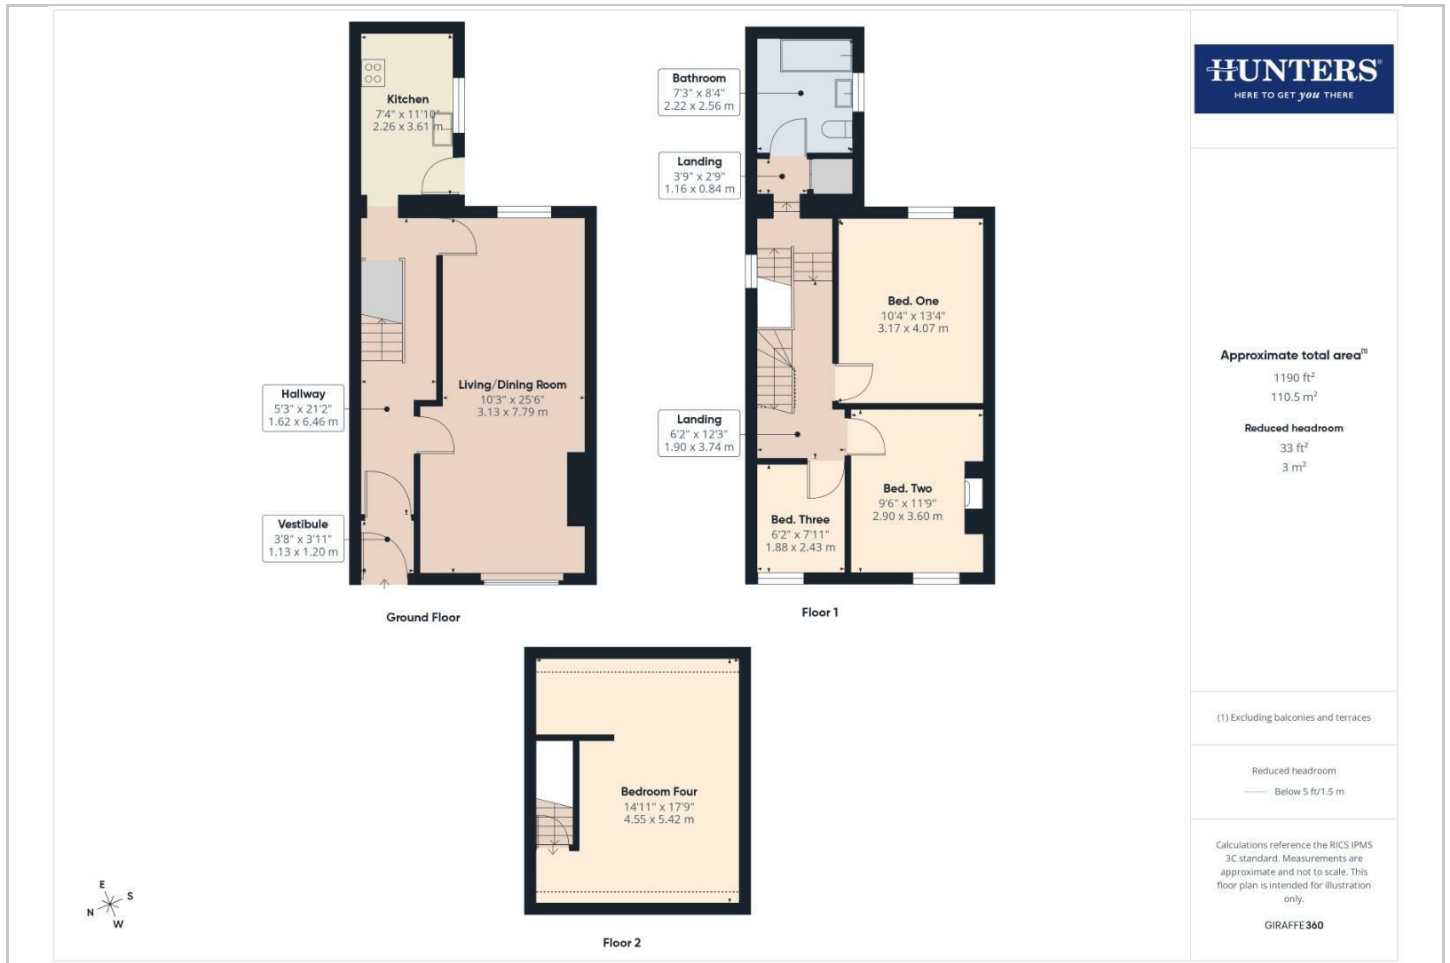 Kitchen
7'4" x 11'10"
2.26 x 3.61 m
Living/Dining Room
10'3" x 25'6"
3.13 x 7.79 m
Hallway
5'3" x 21'2"
1.62 x 6.46 m
Vestibule
3'8" x 3'11"
1.13 x 1.20 m
Ground Floor
Bathroom
7'3" x 8'4"
2.22 x 2.56 m
Landing
3'9" x 2'9"
1.16 x 0.84 m
Bed. One
10'4" x 13'4"
3.17 x 4.07 m
Landing
6'2" x 12'3"
1.90 x 3.74 m
Bed. Two
9'6" x 11'9"
2.90 x 3.60 m
Bed. Three
6'2" x 7'11"
1.88 x 2.43 m
Floor 1
Bedroom Four
14'11" x 17'9"
4.55 x 5.42 m
Floor 2
E
S
N
W
HUNTERS®
HERE TO GET you THERE
Approximate total area(1)
1190 ft²
110.5 m²
Reduced headroom
33 ft²
3 m²
(1) Excluding balconies and terraces
Reduced headroom
Below 5 ft/1.5 m
Calculations reference the RICS IPMS
3C standard. Measurements are
approximate and not to scale. This
floor plan is intended for illustration
only.
GIRAFFE360